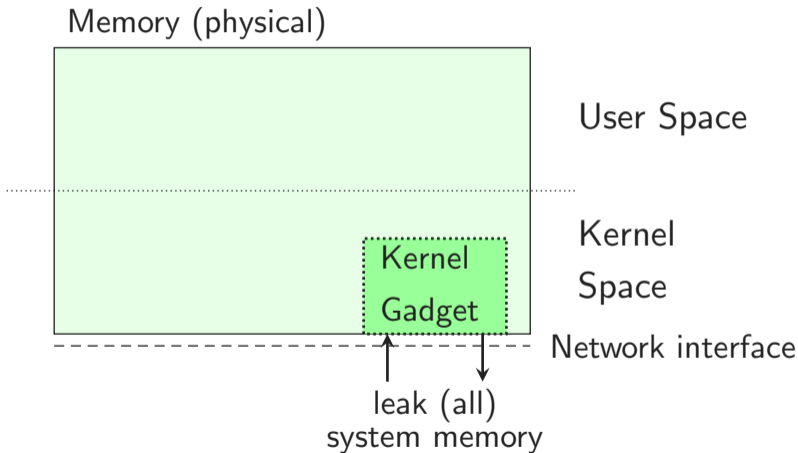 Memory (physical)
User Space
Kernel
Space
Kernel
Gadget
Network interface
leak (all)
system memory